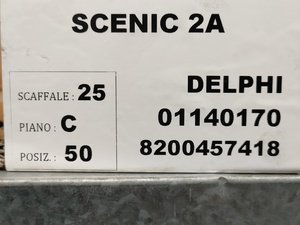 SCENIC 2A
SCAFFALE : 25
PIANO : C
POSIZ. : 50
DELPHI
01140170
8200457418